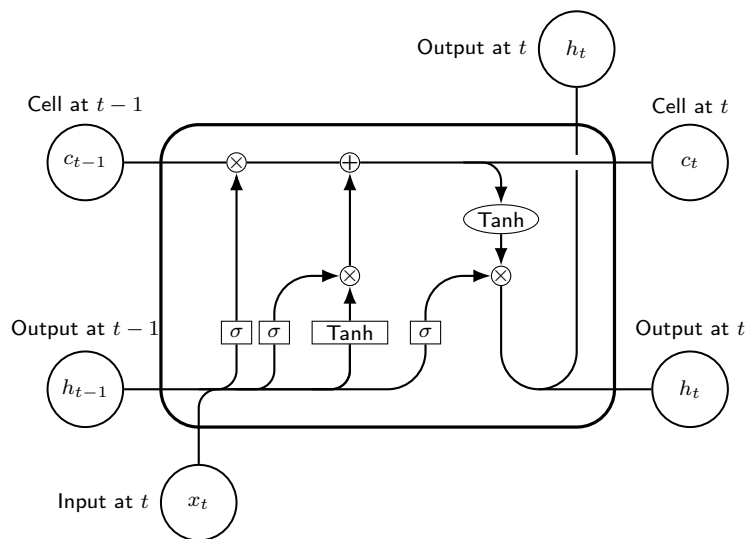 Output at t
h_t
Cell at t − 1
Cell at t
c_{t−1}
×
+
c_t
Tanh
×
×
σ
σ
Tanh
σ
Output at t − 1
Output at t
h_{t−1}
h_t
Input at t
x_t